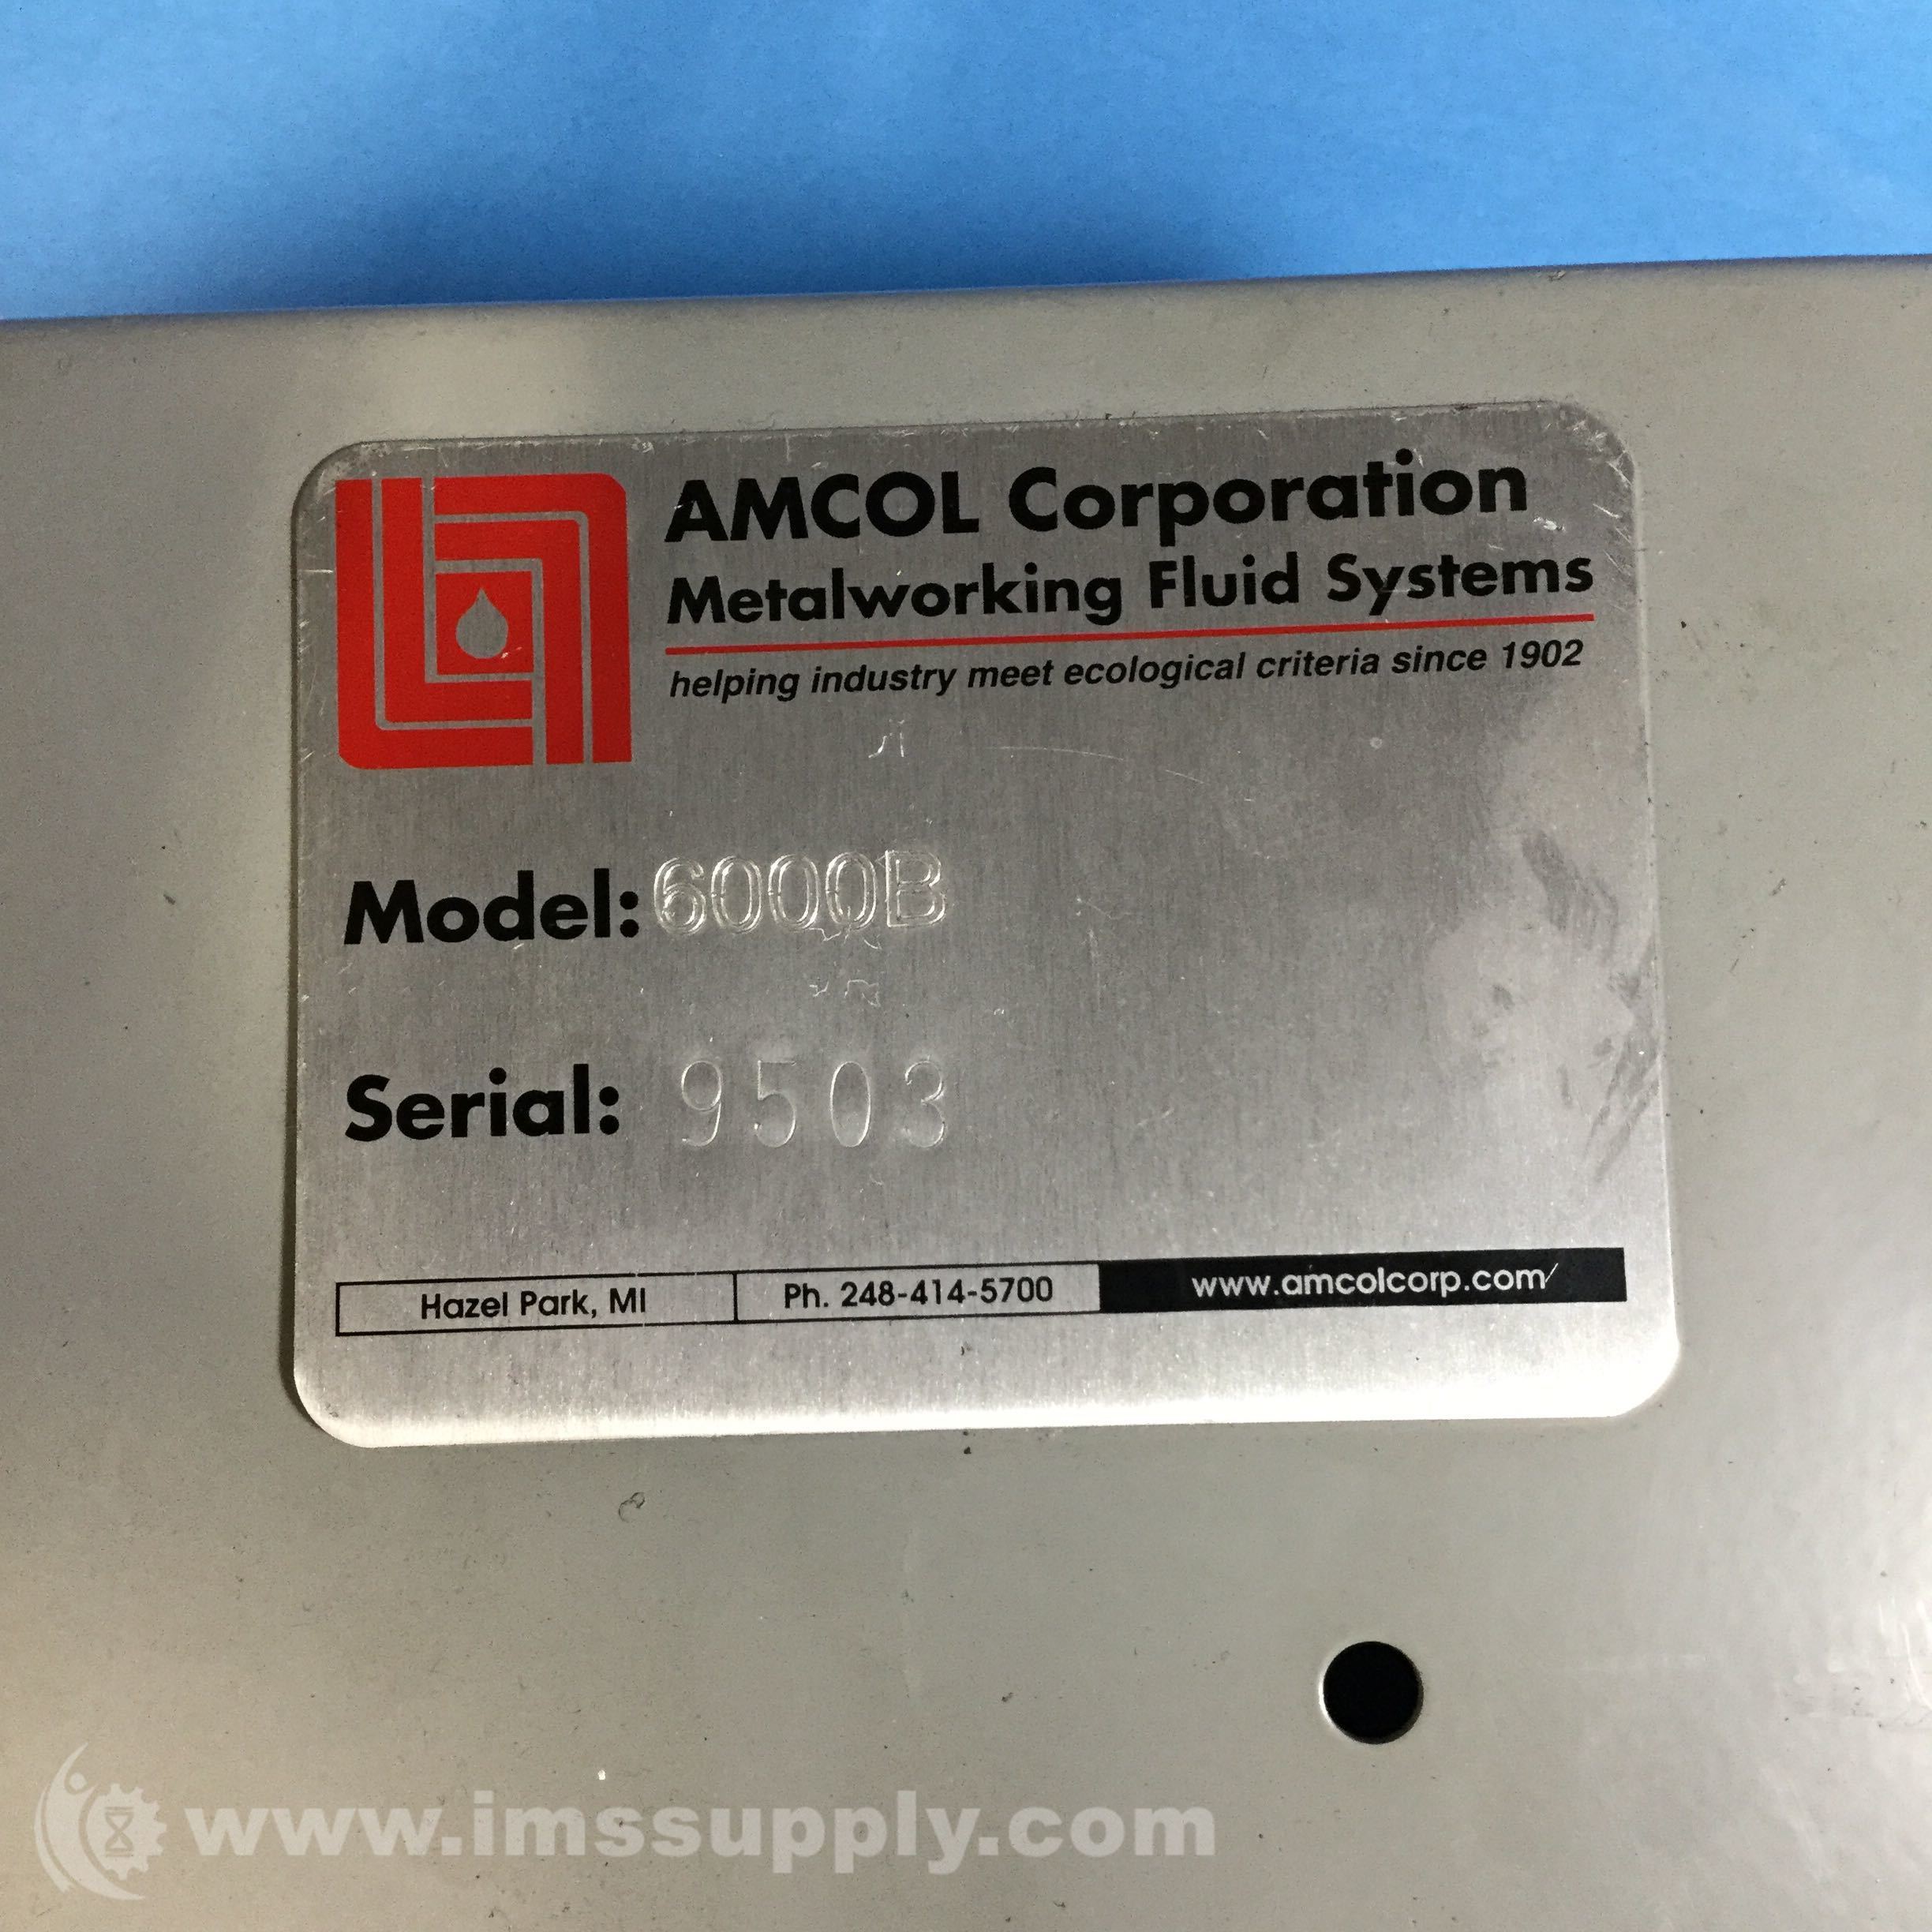 AMCOL Corporation
Metalworking Fluid Systems
helping industry meet ecological criteria since 1902
Model: 6000B
Serial: 9503
Hazel Park, MI Ph. 248-414-5700 www.amcolcorp.com
www.imssupply.com